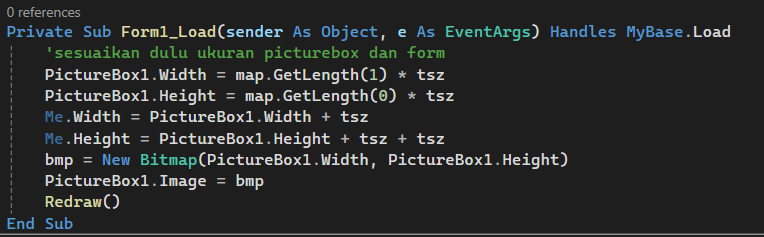 0 references
Private Sub Form1_Load(sender As Object, e As EventArgs) Handles MyBase.Load
'sesuaikan dulu ukuran picturebox dan form
PictureBox1.Width = map.GetLength(1) * tsz
PictureBox1.Height = map.GetLength(0) * tsz
Me.Width = PictureBox1.Width + tsz
Me.Height = PictureBox1.Height + tsz + tsz
bmp = New Bitmap(PictureBox1.Width, PictureBox1.Height)
PictureBox1.Image = bmp
Redraw()
End Sub